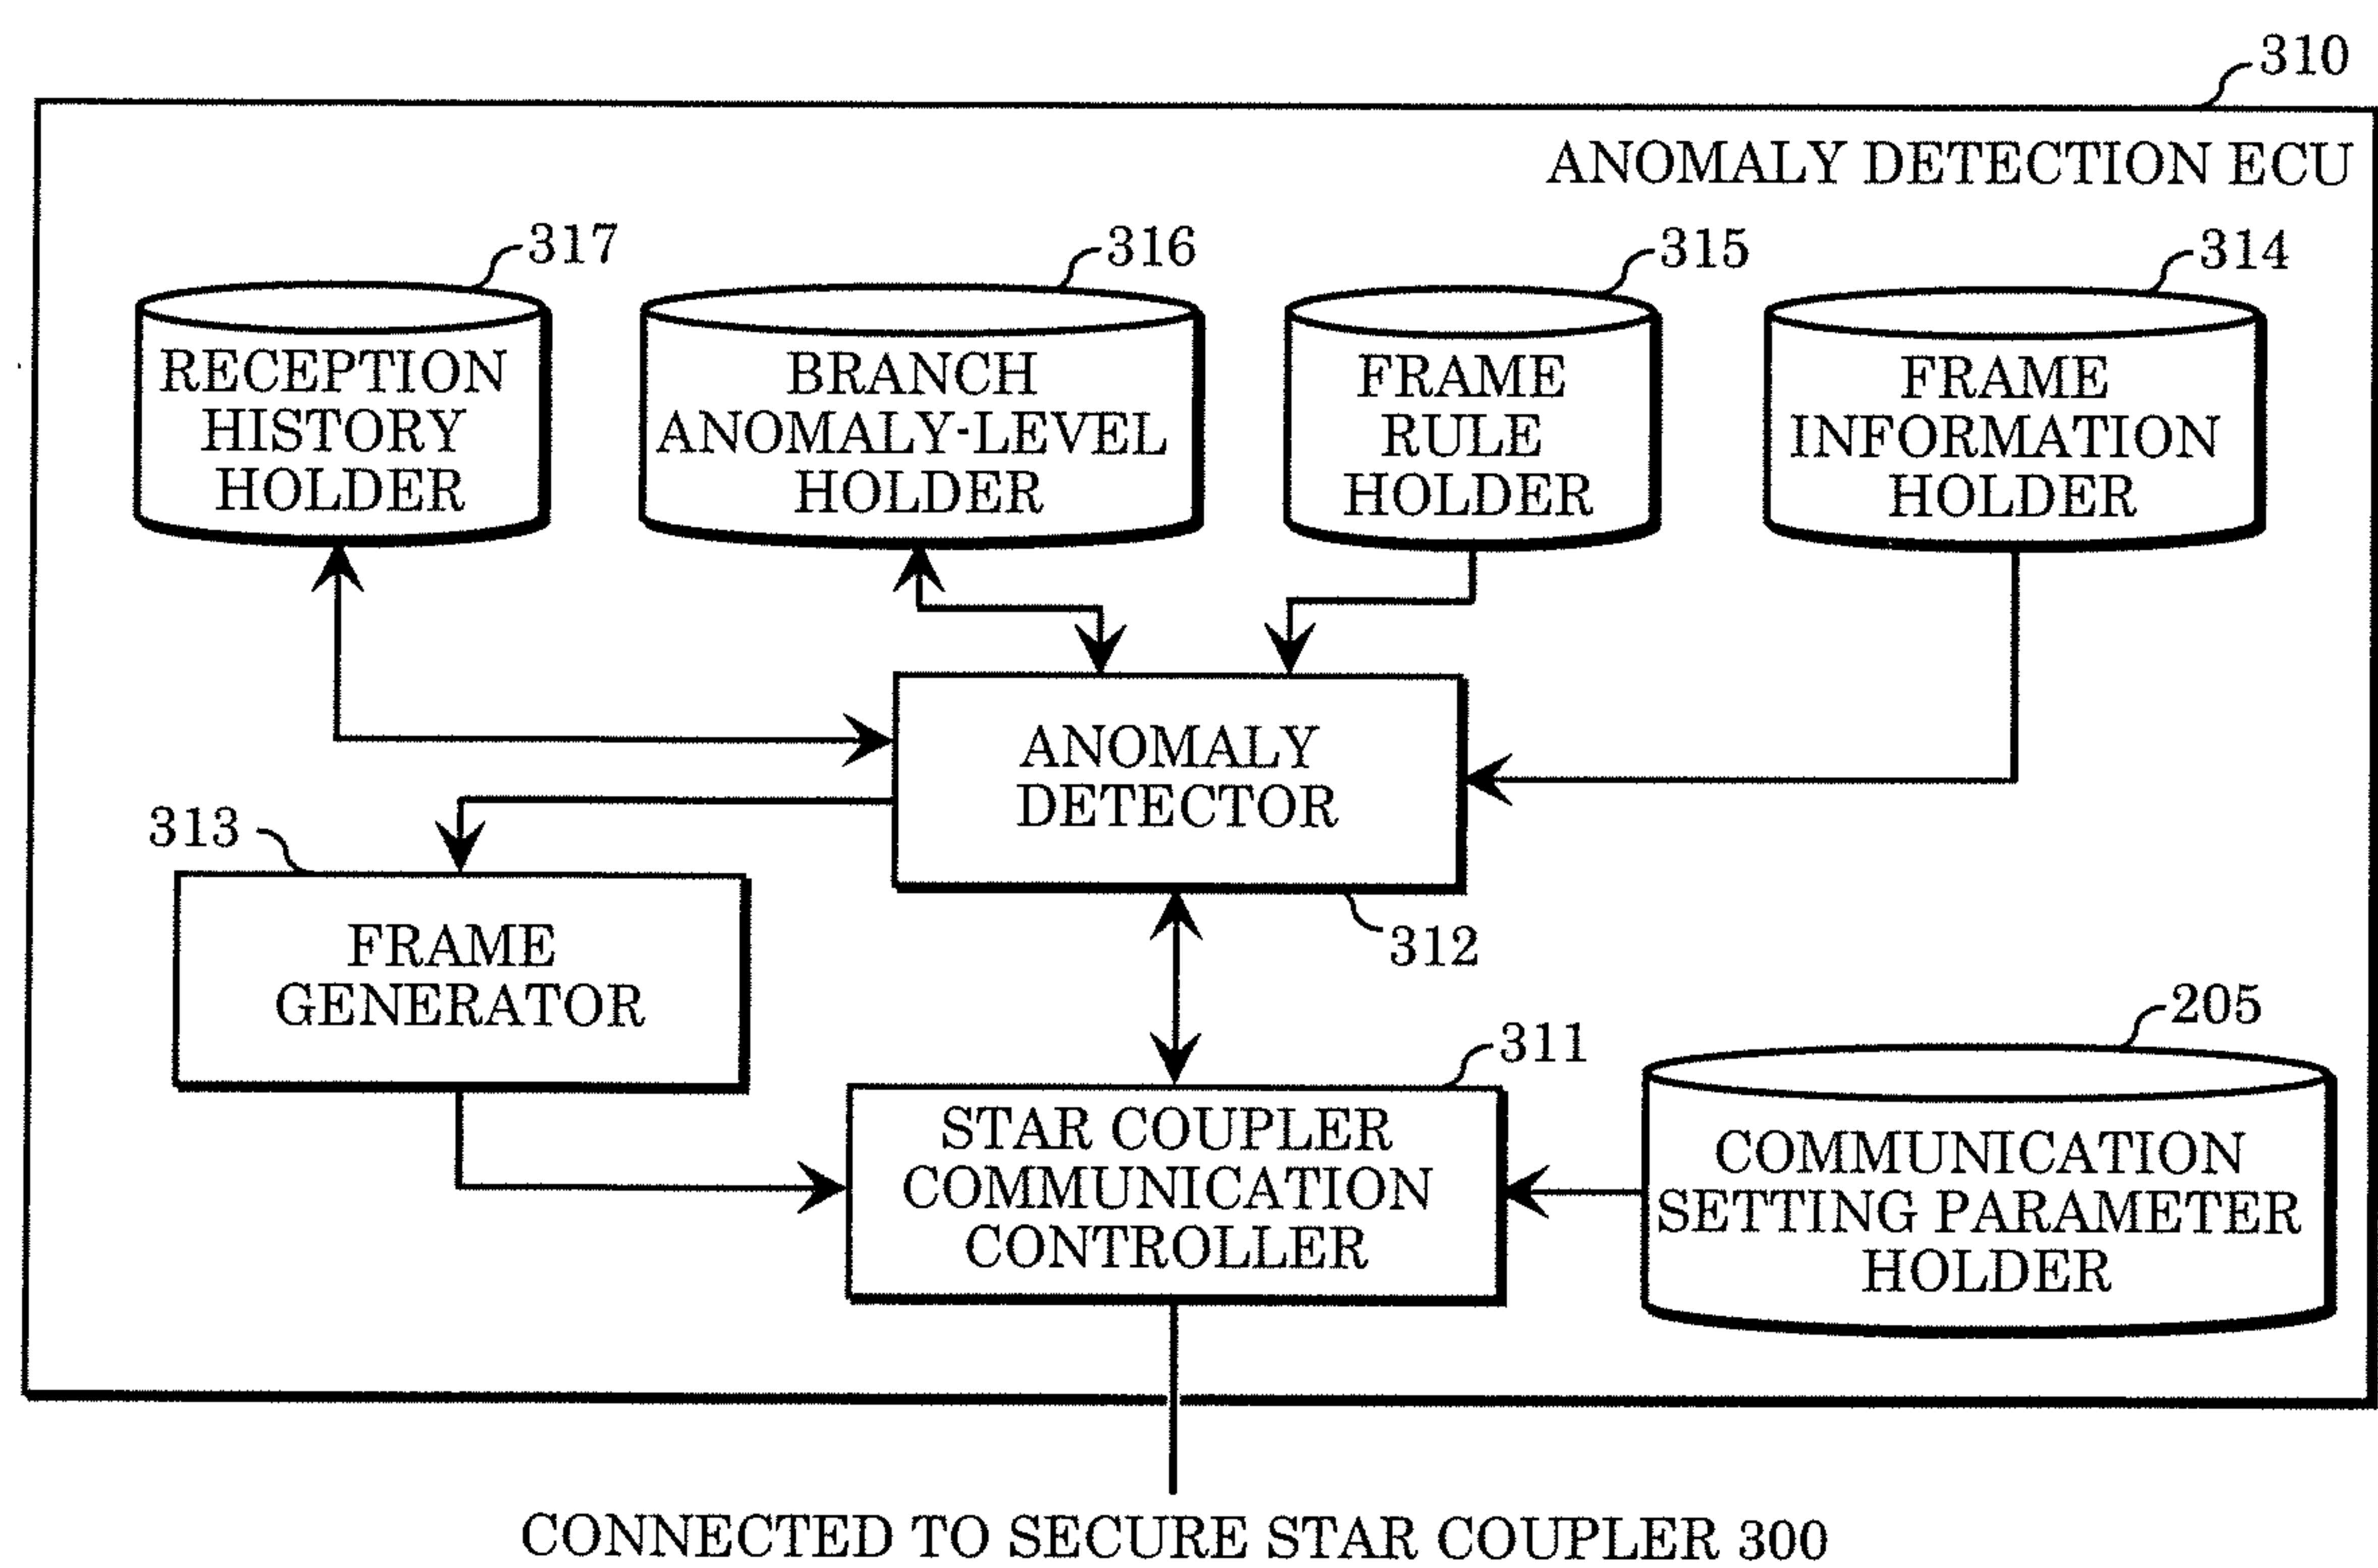 310
ANOMALY DETECTION ECU
317
316
315
314
RECEPTION
HISTORY
HOLDER
BRANCH
ANOMALY-LEVEL
HOLDER
FRAME
RULE
HOLDER
FRAME
INFORMATION
HOLDER
ANOMALY
DETECTOR
312
313
FRAME
GENERATOR
311
STAR COUPLER
COMMUNICATION
CONTROLLER
205
COMMUNICATION
SETTING PARAMETER
HOLDER
CONNECTED TO SECURE STAR COUPLER 300